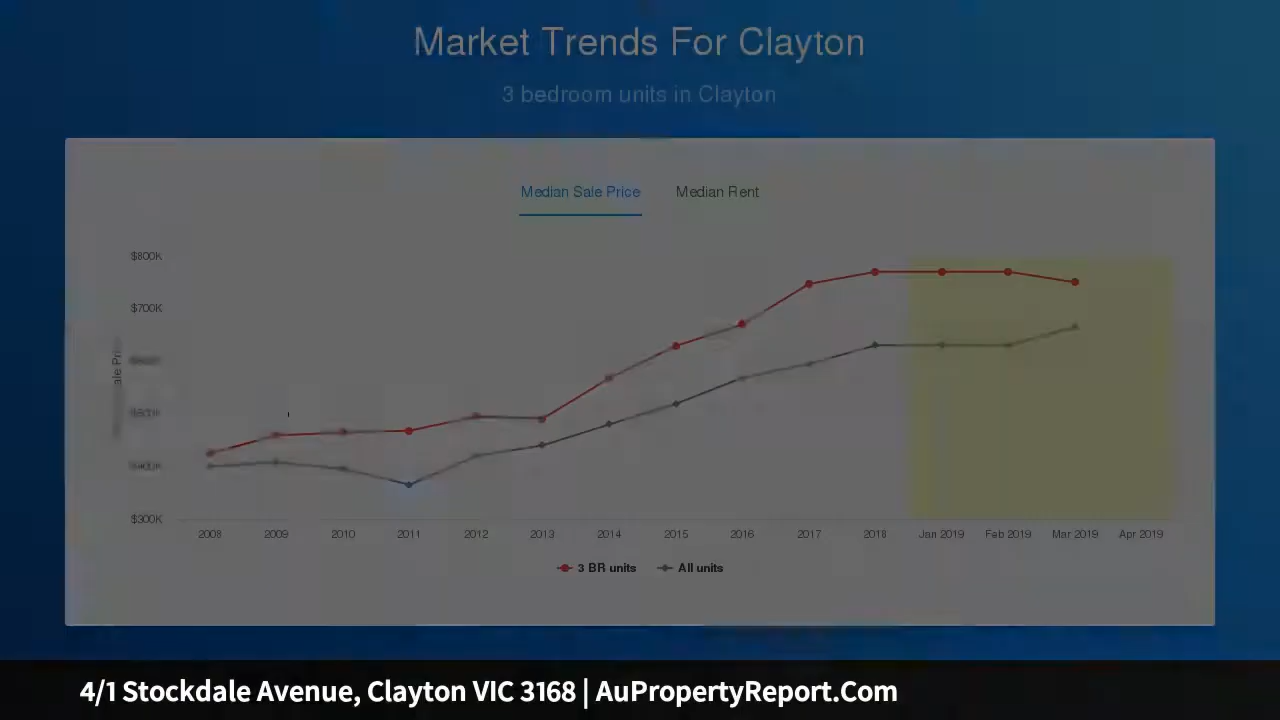 Market Trends For Clayton
3 bedroom units in Clayton
Median Sale Price
Median Rent
$800K
$700K
$400K
$300K
2008
2009
2010
2011
2012
2013
2014
2015
2016
2017
2018
Jan 2019
Feb 2019
Mar 2019
Apr 2019
3 BR units
All units
4/1 Stockdale Avenue, Clayton VIC 3168 | AuPropertyReport.Com